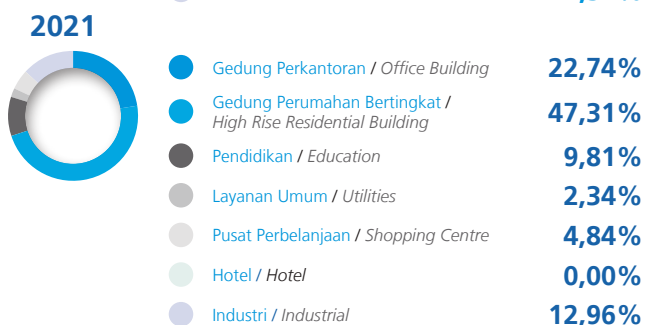 2021
Gedung Perkantoran / Office Building 22,74%
Gedung Perumahan Bertingkat /
High Rise Residential Building 47,31%
Pendidikan / Education 9,81%
Layanan Umum / Utilities 2,34%
Pusat Perbelanjaan / Shopping Centre 4,84%
Hotel / Hotel 0,00%
Industri / Industrial 12,96%